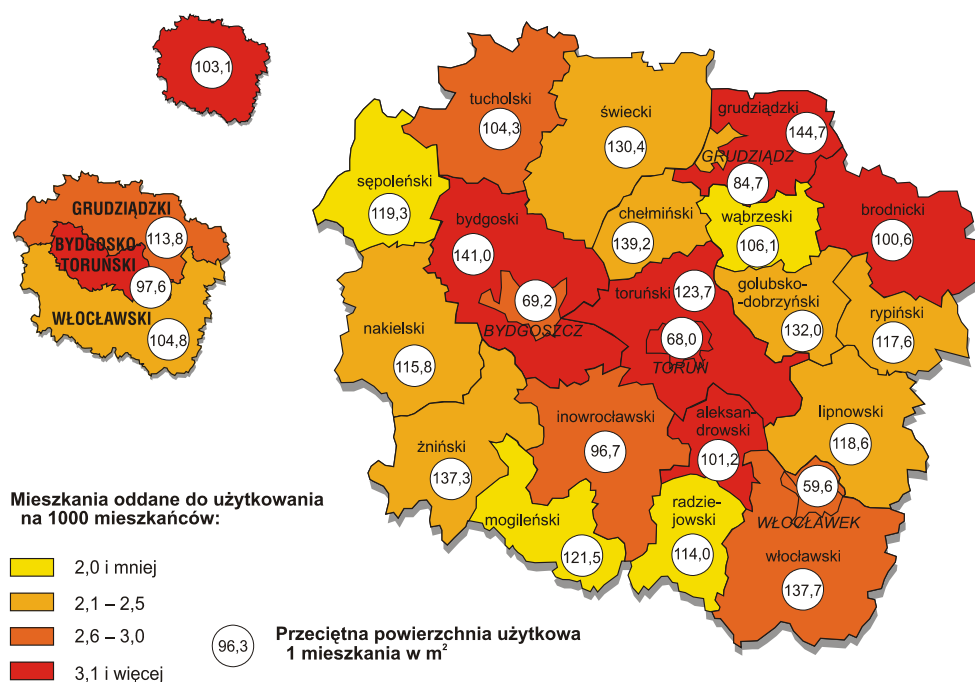 103,1
GRUDZIĄDZKI
113,8
BYDGOSKO-
TORUŃSKI
97,6
WŁOCŁAWSKI
104,8
tucholski
104,3
świecki
130,4
grudziądzki
144,7
GRUDZIĄDZ
84,7
sępoleński
119,3
bydgoski
141,0
chełmiński
139,2
wąbrzeski
106,1
brodnicki
100,6
69,2
BYDGOSZCZ
toruński
123,7
68,0
TORUŃ
golubsko-
-dobrzyński
132,0
rypiński
117,6
nakielski
115,8
inowrocławski
96,7
aleksan-
drowski
101,2
lipnowski
118,6
żniński
137,3
59,6
WŁOCŁAWEK
mogileński
121,5
radzie-
jowski
114,0
włocławski
137,7
Mieszkania oddane do użytkowania
na 1000 mieszkańców:
2,0 i mniej
2,1 – 2,5
2,6 – 3,0
3,1 i więcej
96,3
Przeciętna powierzchnia użytkowa
1 mieszkania w m²